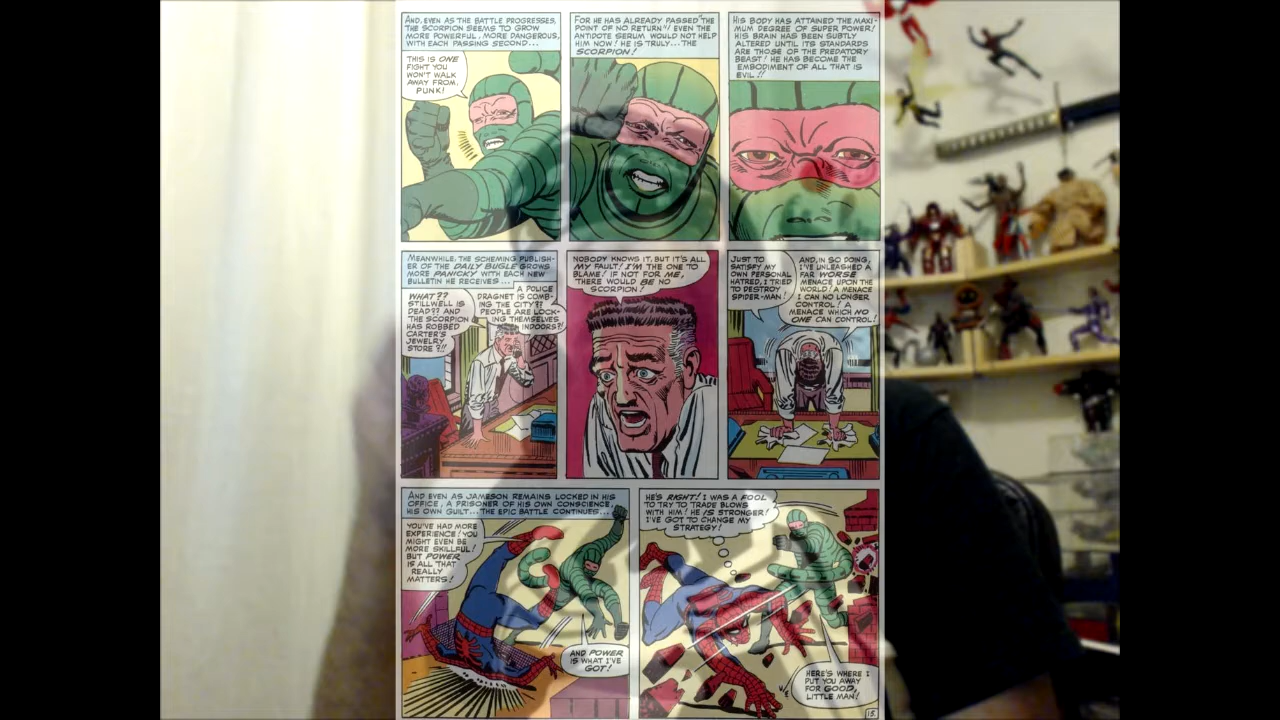 AND, EVEN AS THE BATTLE PROGRESSES,
THE SCORPION SEEMS TO GROW
MORE POWERFUL, MORE DANGEROUS,
WITH EACH PASSING SECOND...
THIS IS ONE
FIGHT YOU
WON'T WALK
AWAY FROM,
PUNK!
FOR HE HAS ALREADY PASSED "THE
POINT OF NO RETURN"! EVEN THE
ANTIDOTE SERUM WOULD NOT HELP
HIM NOW! HE IS TRULY... THE
SCORPION!
HIS BODY HAS ATTAINED THE MAXI-
MUM DEGREE OF SUPER POWER!
HIS BRAIN HAS BEEN SUBTLY
ALTERED UNTIL ITS STANDARDS
ARE THOSE OF THE PREDATORY
BEAST! HE HAS BECOME THE
EMBODIMENT OF ALL THAT IS
EVIL!!
MEANWHILE, THE SCHEMING PUBLISH-
ER OF THE DAILY BUGLE GROWS
MORE PANICKY WITH EACH NEW
BULLETIN HE RECEIVES...
WHAT??
STILLWELL IS
DEAD?? AND
THE SCORPION
HAS ROBBED
CARTER'S
JEWELRY
STORE?!!
A POLICE
DRAGNET IS COMB-
ING THE CITY??
PEOPLE ARE LOCK-
ING THEMSELVES
INDOORS?!
NOBODY KNOWS IT, BUT IT'S ALL
MY FAULT! I'M THE ONE TO
BLAME! IF NOT FOR ME,
THERE WOULD BE NO
SCORPION!
JUST TO
SATISFY MY
OWN PERSONAL
HATRED, I TRIED
TO DESTROY
SPIDER-MAN!
AND, IN SO DOING,
I'VE UNLEASHED A
FAR WORSE
MENACE UPON THE
WORLD! A MENACE
I CAN NO LONGER
CONTROL! A
MENACE WHICH NO
ONE CAN CONTROL!
AND EVEN AS JAMESON REMAINS LOCKED IN HIS
OFFICE, A PRISONER OF HIS OWN CONSCIENCE,
HIS OWN GUILT... THE EPIC BATTLE CONTINUES...
YOU'VE HAD MORE
EXPERIENCE! YOU
MIGHT EVEN BE
MORE SKILLFUL!
BUT POWER
IS ALL THAT
REALLY
MATTERS!
AND POWER
IS WHAT I'VE
GOT!
HE'S RIGHT! I WAS A FOOL
TO TRY TO TRADE BLOWS
WITH HIM! HE IS STRONGER!
I'VE GOT TO CHANGE MY
STRATEGY!
HERE'S WHERE I
PUT YOU AWAY
FOR GOOD,
LITTLE MAN!
15